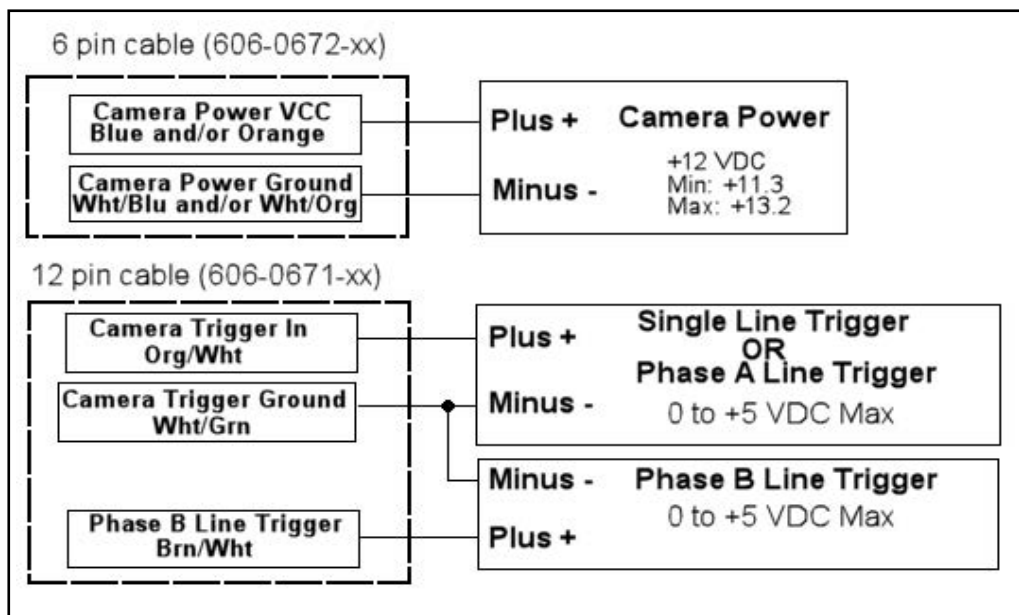 6 pin cable (606-0672-xx)
Camera Power VCC
Blue and/or Orange
Camera Power Ground
Wht/Blu and/or Wht/Org
Plus +
Camera Power
+12 VDC
Min: +11.3
Max: +13.2
Minus -
12 pin cable (606-0671-xx)
Camera Trigger In
Org/Wht
Camera Trigger Ground
Wht/Grn
Phase B Line Trigger
Brn/Wht
Plus +
Single Line Trigger
OR
Phase A Line Trigger
Minus -
0 to +5 VDC Max
Minus -
Phase B Line Trigger
0 to +5 VDC Max
Plus +